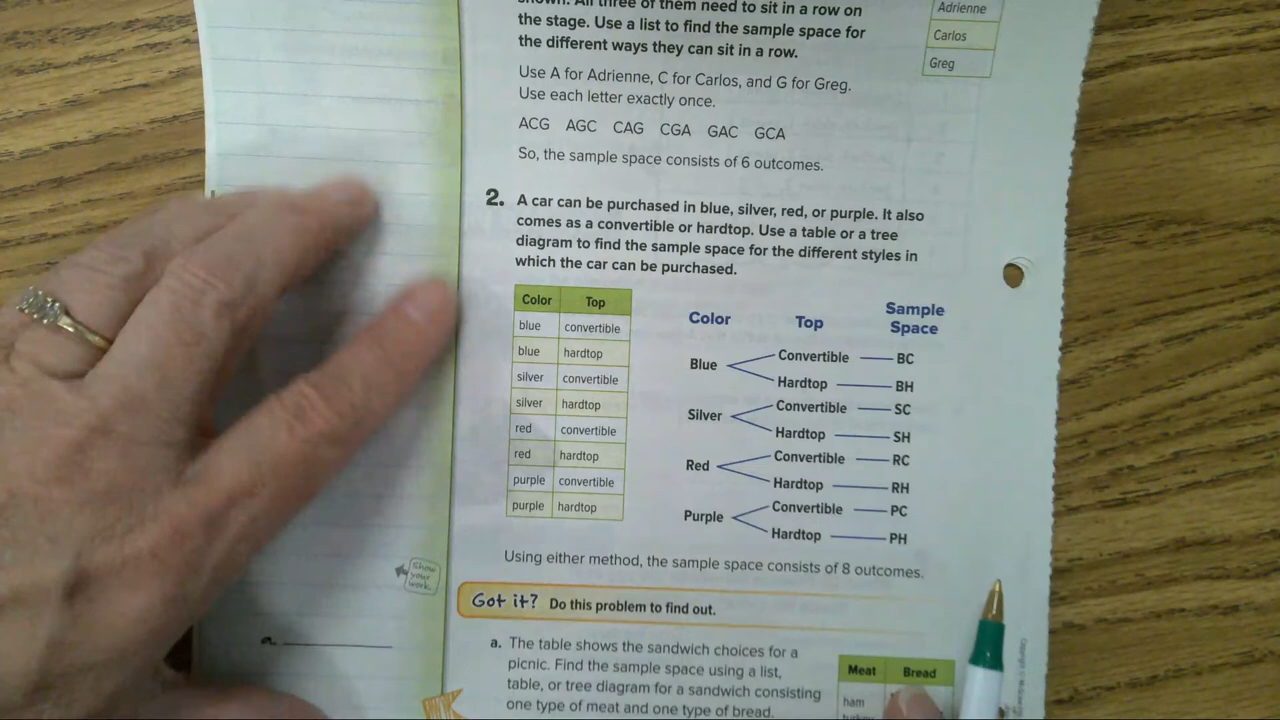 shown. All three of them need to sit in a row on
the stage. Use a list to find the sample space for
the different ways they can sit in a row.
Adrienne
Carlos
Greg
Use A for Adrienne, C for Carlos, and G for Greg.
Use each letter exactly once.
ACG AGC CAG CGA GAC GCA
So, the sample space consists of 6 outcomes.
2. A car can be purchased in blue, silver, red, or purple. It also
comes as a convertible or hardtop. Use a table or a tree
diagram to find the sample space for the different styles in
which the car can be purchased.
Color Top
blue convertible
blue hardtop
silver convertible
silver hardtop
red convertible
red hardtop
purple convertible
purple hardtop
Color Top Sample
Space
Blue Convertible BC
Hardtop BH
Silver Convertible SC
Hardtop SH
Red Convertible RC
Hardtop RH
Purple Convertible PC
Hardtop PH
Using either method, the sample space consists of 8 outcomes.
Show
your
work.
Got it? Do this problem to find out.
a.
a. The table shows the sandwich choices for a
picnic. Find the sample space using a list,
table, or tree diagram for a sandwich consisting
one type of meat and one type of bread.
Meat Bread
ham